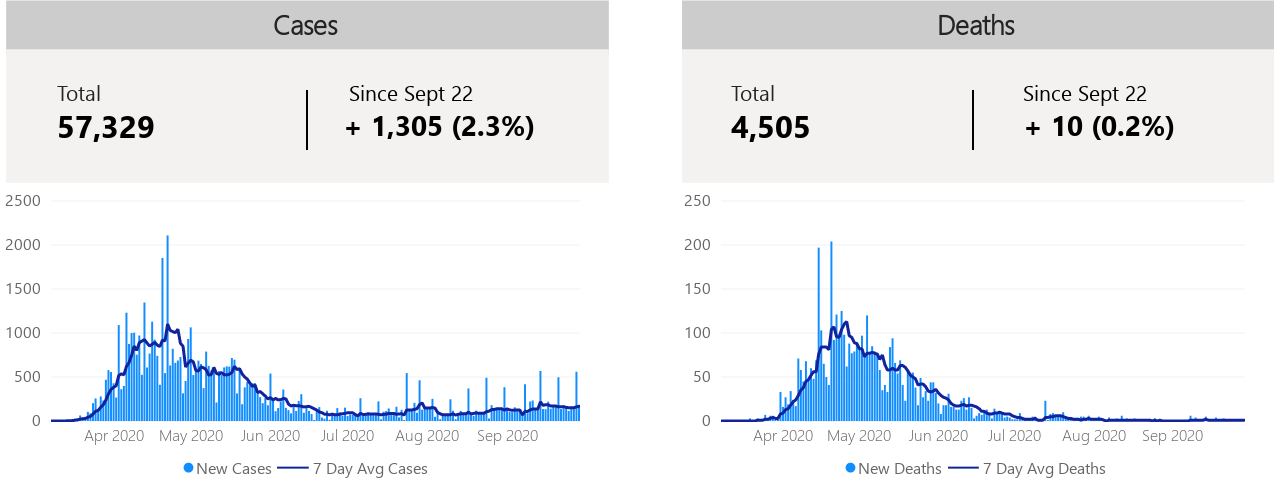 Cases
Total
57,329
Since Sept 22
+ 1,305 (2.3%)
2500
2000
1500
1000
500
0
Apr 2020 May 2020 Jun 2020 Jul 2020 Aug 2020 Sep 2020
New Cases 7 Day Avg Cases
Deaths
Total
4,505
Since Sept 22
+ 10 (0.2%)
250
200
150
100
50
0
Apr 2020 May 2020 Jun 2020 Jul 2020 Aug 2020 Sep 2020
New Deaths 7 Day Avg Deaths